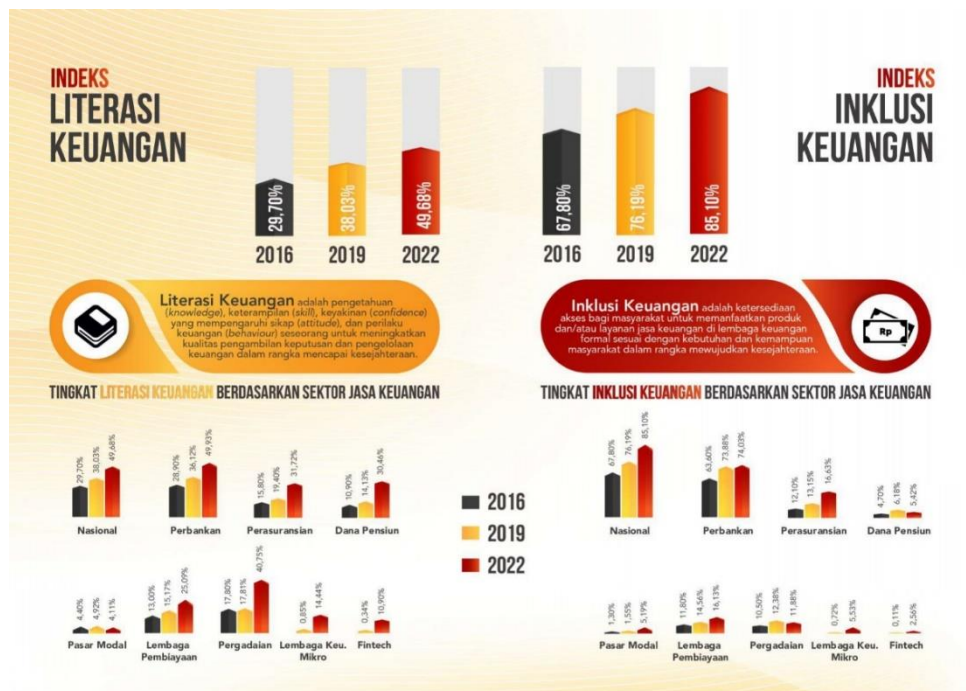 INDEKS
LITERASI
KEUANGAN
29,70%
38,03%
49,68%
2016
2019
2022
INDEKS
INKLUSI
KEUANGAN
67,80%
76,19%
85,10%
2016
2019
2022
Literasi Keuangan adalah pengetahuan
(knowledge), keterampilan (skill), keyakinan (confidence)
yang mempengaruhi sikap (attitude), dan perilaku
keuangan (behaviour) seseorang untuk meningkatkan
kualitas pengambilan keputusan dan pengelolaan
keuangan dalam rangka mencapai kesejahteraan.
Inklusi Keuangan adalah ketersediaan
akses bagi masyarakat untuk memanfaatkan produk
dan/atau layanan jasa keuangan di lembaga keuangan
formal sesuai dengan kebutuhan dan kemampuan
masyarakat dalam rangka mewujudkan kesejahteraan.
Rp
TINGKAT LITERASI KEUANGAN BERDASARKAN SEKTOR JASA KEUANGAN
29,70% 38,03% 49,68%
Nasional
28,90% 36,12% 49,93%
Perbankan
15,80% 19,40% 31,72%
Perasuransian
10,90% 14,13% 30,46%
Dana Pensiun
4,40% 4,92% 4,11%
Pasar Modal
13,00% 15,17% 25,09%
Lembaga
Pembiayaan
17,80% 17,81% 40,75%
Pergadaian
0,85% 14,44%
Lembaga Keu.
Mikro
0,34% 10,90%
Fintech
2016
2019
2022
TINGKAT INKLUSI KEUANGAN BERDASARKAN SEKTOR JASA KEUANGAN
67,80% 76,19% 85,10%
Nasional
63,60% 73,88% 74,03%
Perbankan
12,10% 13,15% 16,63%
Perasuransian
4,70% 6,18% 5,42%
Dana Pensiun
1,30% 1,55% 5,19%
Pasar Modal
11,80% 14,56% 16,13%
Lembaga
Pembiayaan
10,50% 12,38% 11,88%
Pergadaian
0,72% 5,53%
Lembaga Keu.
Mikro
0,11% 2,56%
Fintech